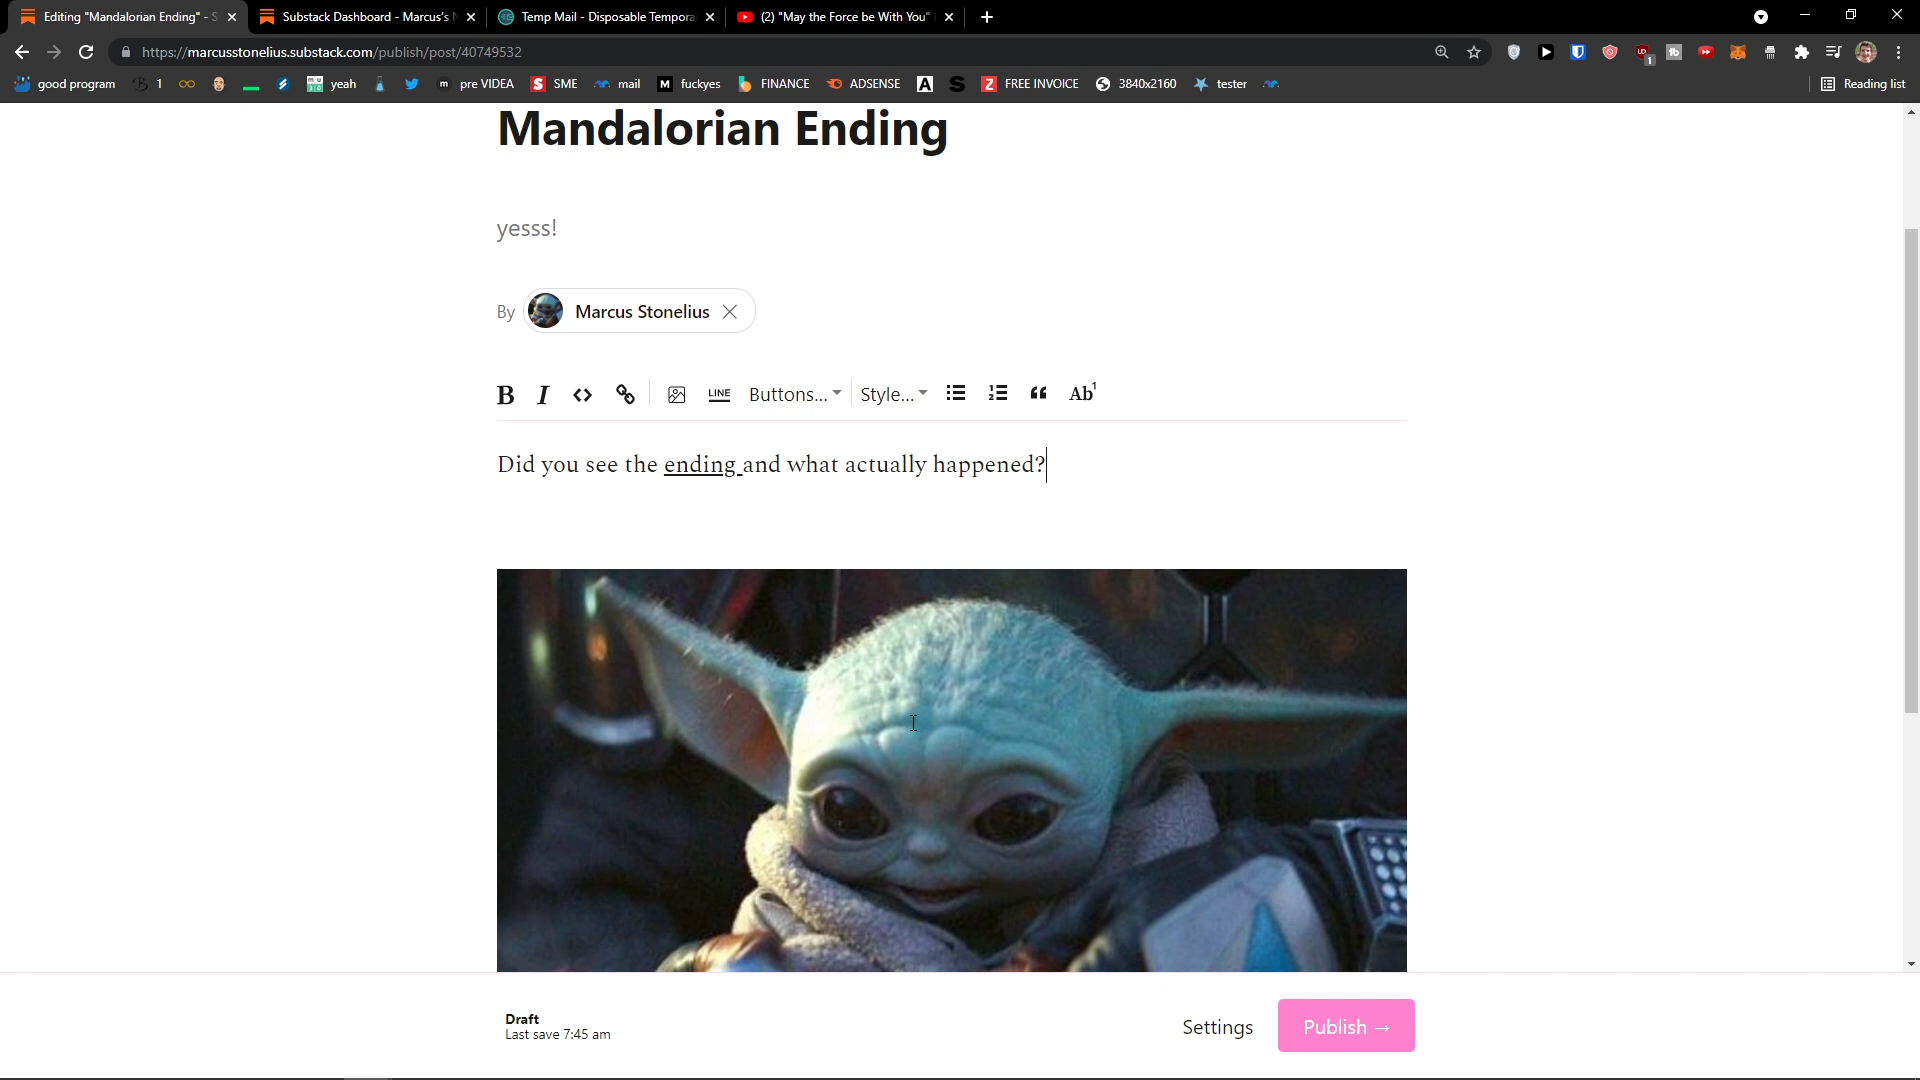 Editing "Mandalorian Ending" - S
Substack Dashboard - Marcus's N
Temp Mail - Disposable Tempora
(2) "May the Force be With You"
https://marcusstonelius.substack.com/publish/post/40749532
good program
1
yeah
pre VIDEA
SME
mail
fuckyes
FINANCE
ADSENSE
FREE INVOICE
3840x2160
tester
Reading list
Mandalorian Ending
yesss!
By Marcus Stonelius
B I LINE Buttons... Style... Ab1
Did you see the ending and what actually happened?
Draft
Last save 7:45 am
Settings
Publish →